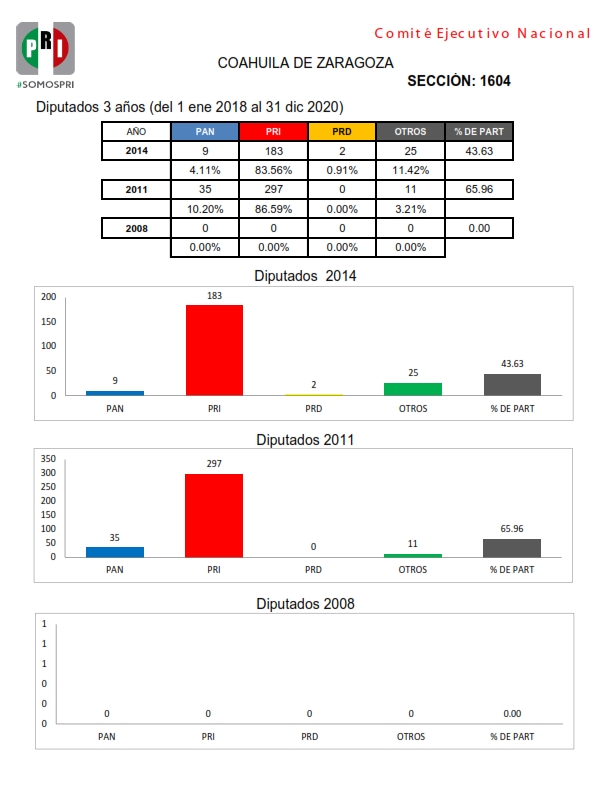 PRI
#SOMOSPRI
Comité Ejecutivo Nacional
COAHUILA DE ZARAGOZA
SECCIÒN: 1604
Diputados 3 años (del 1 ene 2018 al 31 dic 2020)
AÑO PAN PRI PRD OTROS % DE PART
2014 9 183 2 25 43.63
4.11% 83.56% 0.91% 11.42%
2011 35 297 0 11 65.96
10.20% 86.59% 0.00% 3.21%
2008 0 0 0 0 0.00
0.00% 0.00% 0.00% 0.00%
Diputados 2014
200
150
100
50
0
9 183 2 25 43.63
PAN PRI PRD OTROS % DE PART
Diputados 2011
350
300
250
200
150
100
50
0
35 297 0 11 65.96
PAN PRI PRD OTROS % DE PART
Diputados 2008
1
1
1
0
0
0
0 0 0 0 0.00
PAN PRI PRD OTROS % DE PART